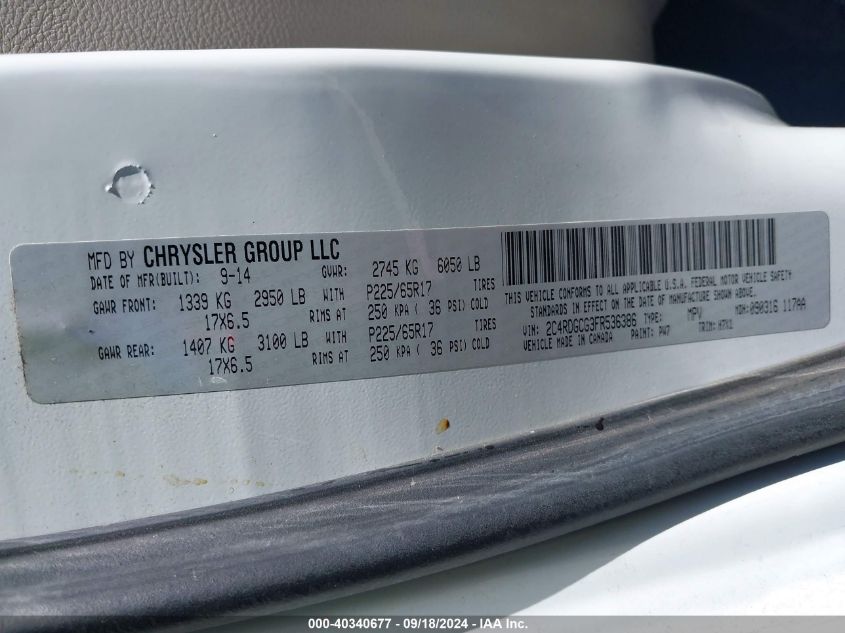 MFD BY CHRYSLER GROUP LLC
DATE OF MFR(BUILT): 9-14 GVWR: 2745 KG 6050 LB
GAWR FRONT: 1339 KG 2950 LB WITH P225/65R17 TIRES
17X6.5 RIMS AT 250 KPA ( 36 PSI) COLD
GAWR REAR: 1407 KG 3100 LB WITH P225/65R17 TIRES
17X6.5 RIMS AT 250 KPA ( 36 PSI) COLD
THIS VEHICLE CONFORMS TO ALL APPLICABLE U.S.A. FEDERAL MOTOR VEHICLE SAFETY
STANDARDS IN EFFECT ON THE DATE OF MANUFACTURE SHOWN ABOVE.
VIN: 2C4RDGCG3FR536386 TYPE: MPV MDH: 090316 117AA
VEHICLE MADE IN CANADA PAINT: PW7 TRIM:
000-40340677 - 09/18/2024 - IAA Inc.